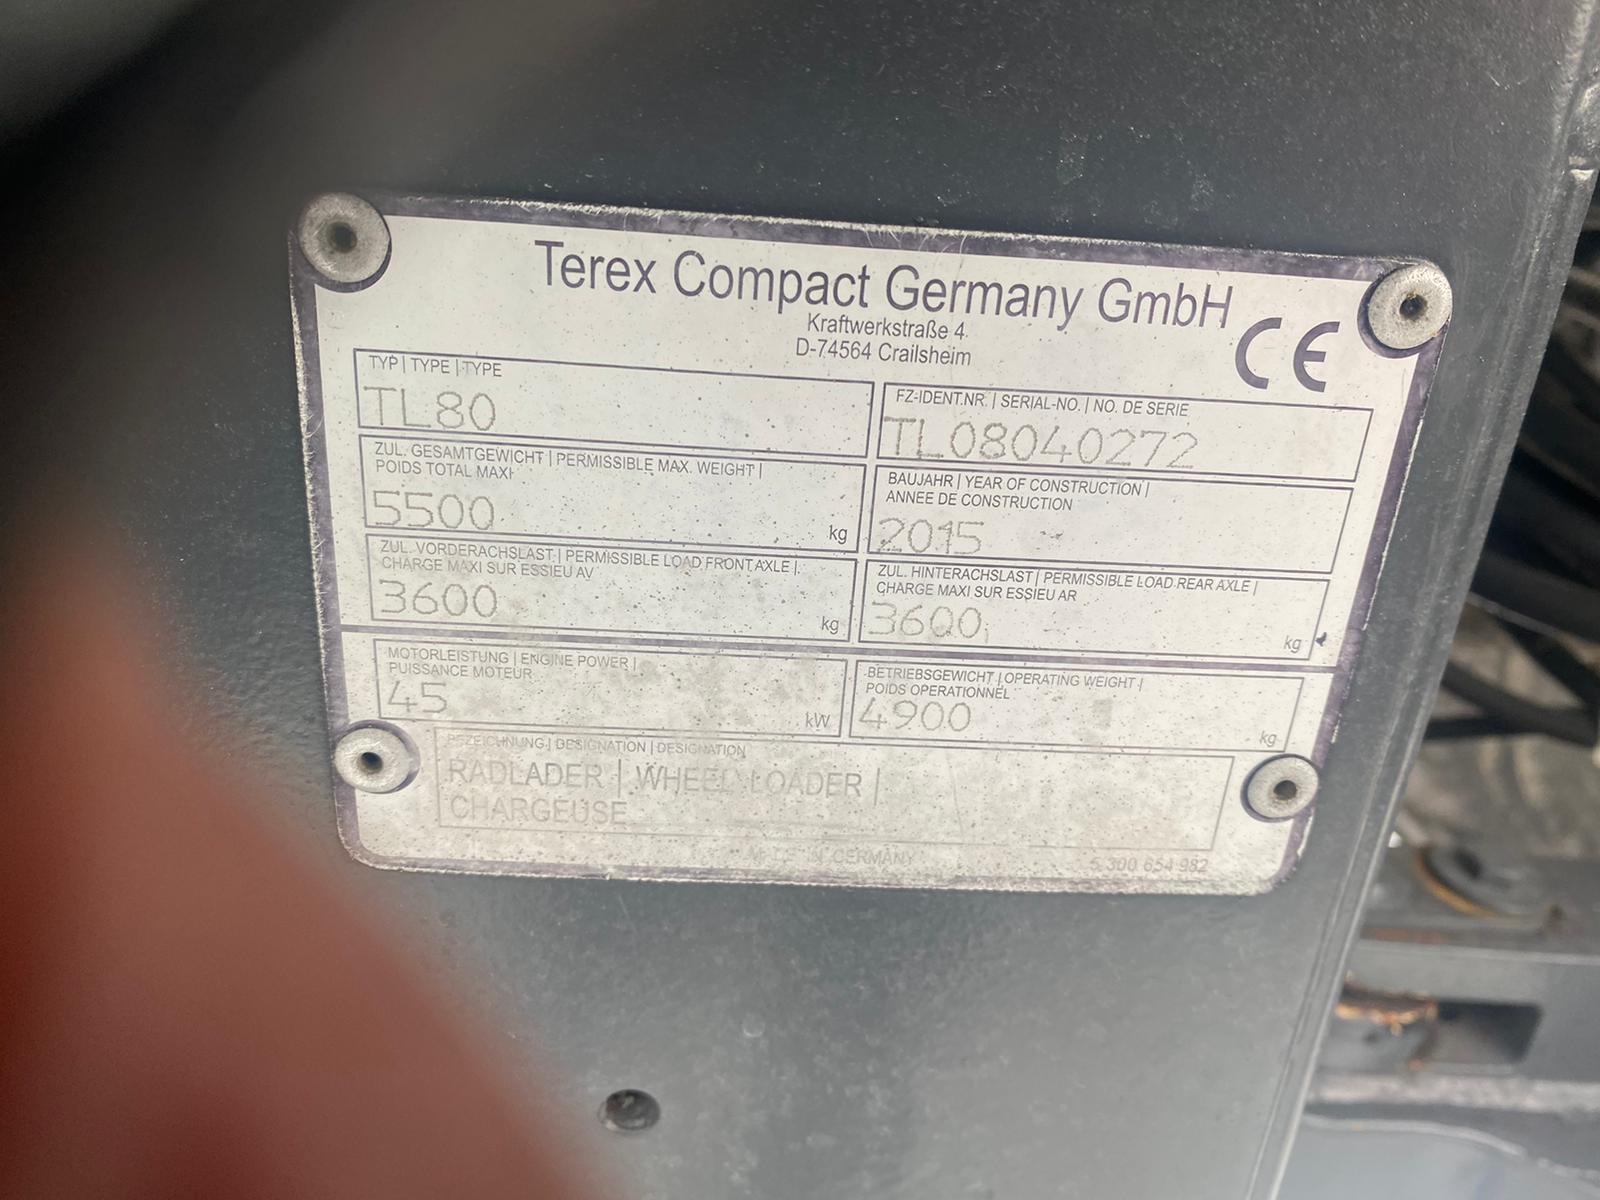 Terex Compact Germany GmbH
Kraftwerkstraße 4
D-74564 Crailsheim
CE
TYP | TYPE | TYPE
TL80
FZ-IDENT.NR. | SERIAL-NO. | NO. DE SERIE
TL08040272
ZUL. GESAMTGEWICHT | PERMISSIBLE MAX. WEIGHT |
POIDS TOTAL MAXI
5500
kg
BAUJAHR | YEAR OF CONSTRUCTION |
ANNEE DE CONSTRUCTION
2015
ZUL. VORDERACHSLAST | PERMISSIBLE LOAD FRONT AXLE |
CHARGE MAXI SUR ESSIEU AV
3600
kg
ZUL. HINTERACHSLAST | PERMISSIBLE LOAD REAR AXLE |
CHARGE MAXI SUR ESSIEU AR
3600
kg
MOTORLEISTUNG | ENGINE POWER |
PUISSANCE MOTEUR
45
kW
BETRIEBSGEWICHT | OPERATING WEIGHT |
POIDS OPERATIONNEL
4900
kg
BEZEICHNUNG | DESIGNATION | DESIGNATION
RADLADER | WHEEL LOADER |
CHARGEUSE
MADE IN GERMANY
5 300 654 982